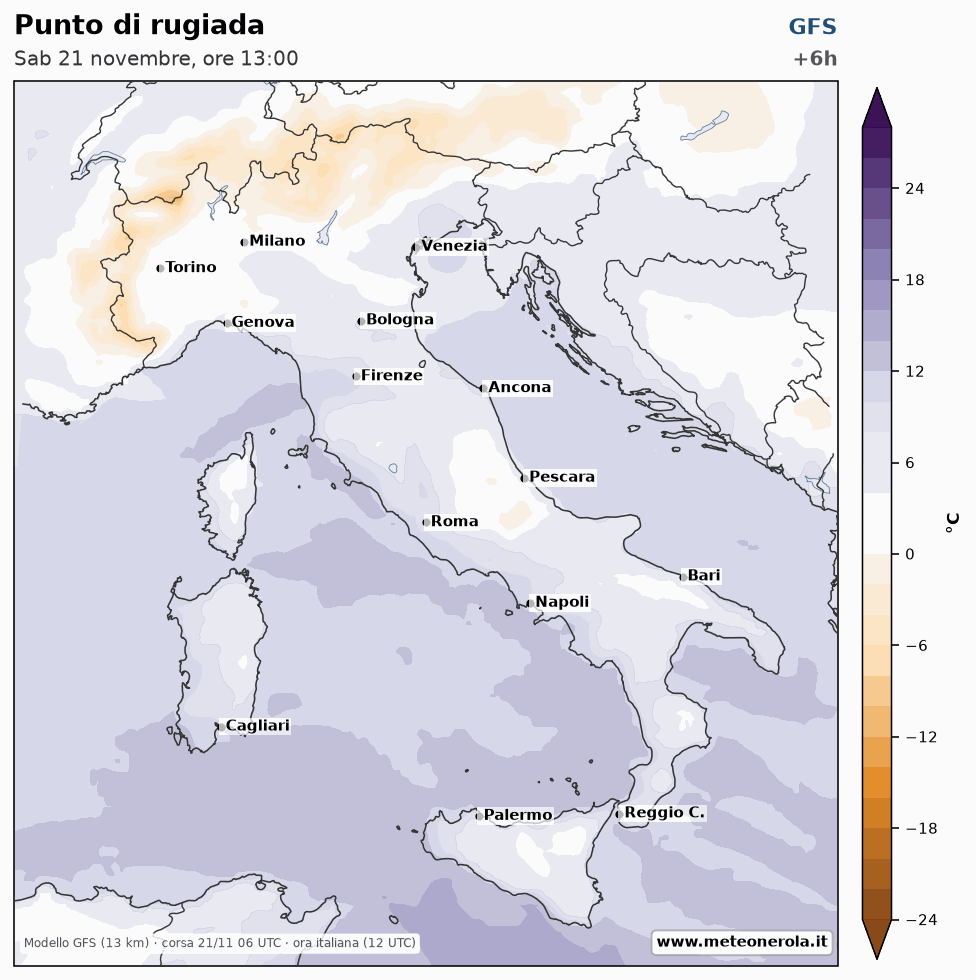 Punto di rugiada
GFS
Sab 21 novembre, ore 13:00
+6h
Milano
Venezia
Torino
Genova
Bologna
Firenze
Ancona
Pescara
Roma
Bari
Napoli
Cagliari
Palermo
Reggio C.
24
18
12
6
0
−6
−12
−18
−24
°C
Modello GFS (13 km) · corsa 21/11 06 UTC · ora italiana (12 UTC)
www.meteonerola.it